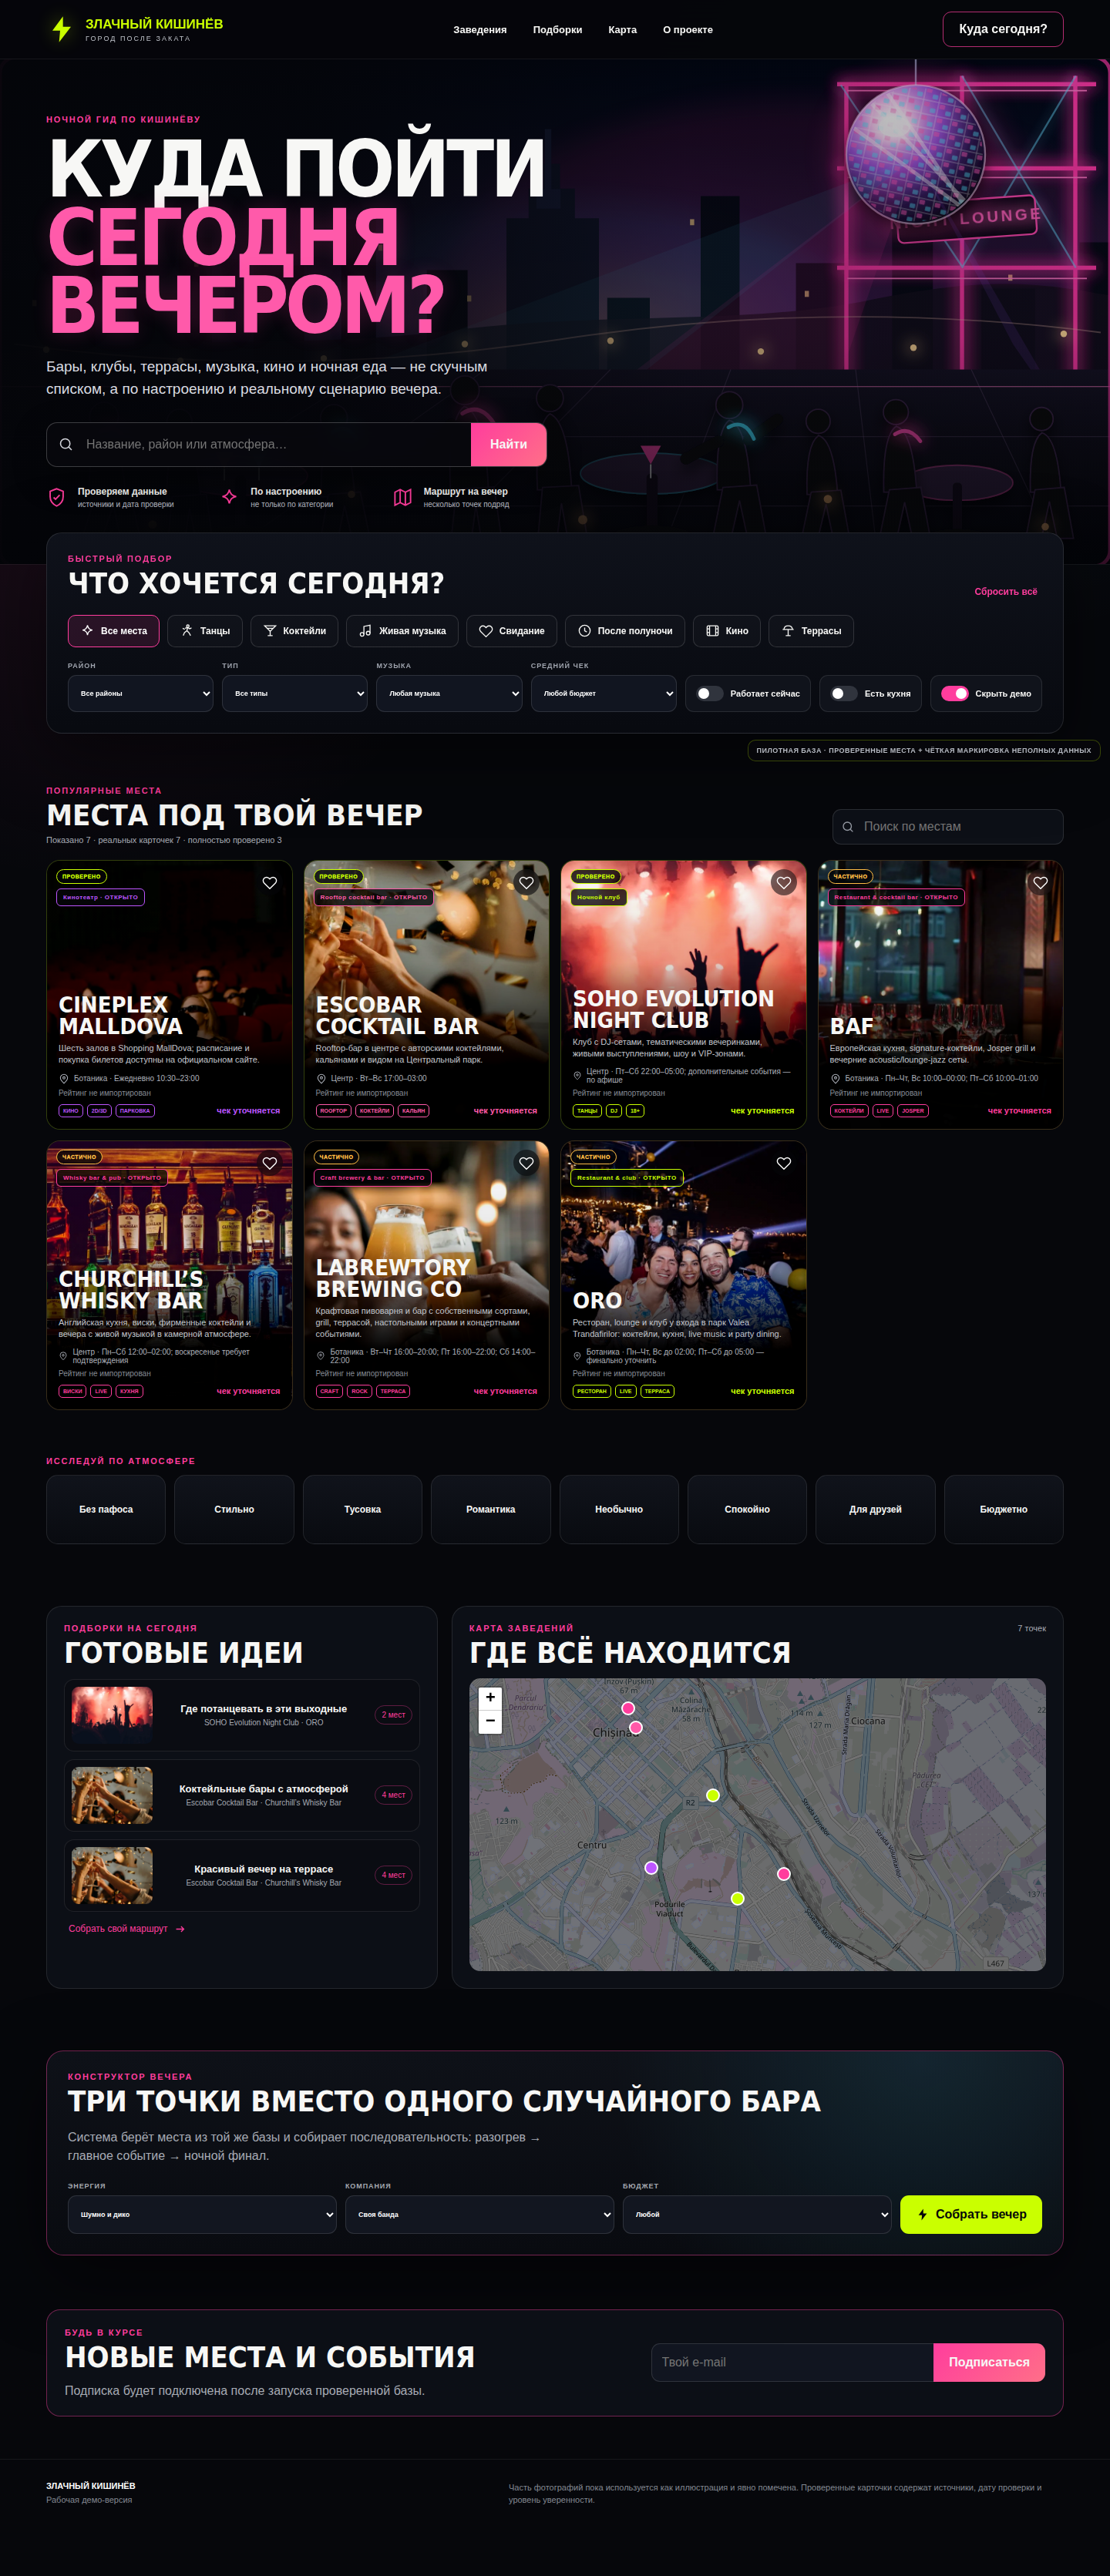 ЗЛАЧНЫЙ КИШИНЁВ
ГОРОД ПОСЛЕ ЗАКАТА
Заведения
Подборки
Карта
О проекте
Куда сегодня?
НОЧНОЙ ГИД ПО КИШИНЁВУ
КУДА ПОЙТИ
СЕГОДНЯ
ВЕЧЕРОМ?
LOUNGE
Бары, клубы, террасы, музыка, кино и ночная еда — не скучным
списком, а по настроению и реальному сценарию вечера.
Название, район или атмосфера…
Найти
Проверяем данные
источники и дата проверки
По настроению
не только по категории
Маршрут на вечер
несколько точек подряд
БЫСТРЫЙ ПОДБОР
ЧТО ХОЧЕТСЯ СЕГОДНЯ?
Сбросить всё
Все места
Танцы
Коктейли
Живая музыка
Свидание
После полуночи
Кино
Террасы
РАЙОН
ТИП
МУЗЫКА
СРЕДНИЙ ЧЕК
Все районы
Все типы
Любая музыка
Любой бюджет
Работает сейчас
Есть кухня
Скрыть демо
ПИЛОТНАЯ БАЗА · ПРОВЕРЕННЫЕ МЕСТА + ЧЁТКАЯ МАРКИРОВКА НЕПОЛНЫХ ДАННЫХ
ПОПУЛЯРНЫЕ МЕСТА
МЕСТА ПОД ТВОЙ ВЕЧЕР
Показано 7 · реальных карточек 7 · полностью проверено 3
Поиск по местам
ПРОВЕРЕНО
Кинотеатр · ОТКРЫТО
CINEPLEX
MALLDOVA
Шесть залов в Shopping MallDova; расписание и
покупка билетов доступны на официальном сайте.
Ботаника · Ежедневно 10:30–23:00
Рейтинг не импортирован
КИНО
2D/3D
ПАРКОВКА
чек уточняется
ПРОВЕРЕНО
Rooftop cocktail bar · ОТКРЫТО
ESCOBAR
COCKTAIL BAR
Rooftop-бар в центре с авторскими коктейлями,
кальянами и видом на Центральный парк.
Центр · Вт–Вс 17:00–03:00
Рейтинг не импортирован
ROOFTOP
КОКТЕЙЛИ
КАЛЬЯН
чек уточняется
ПРОВЕРЕНО
Ночной клуб
SOHO EVOLUTION
NIGHT CLUB
Клуб с DJ-сетами, тематическими вечеринками,
живыми выступлениями, шоу и VIP-зонами.
Центр · Пт–Сб 22:00–05:00; дополнительные события —
по афише
Рейтинг не импортирован
ТАНЦЫ
DJ
18+
чек уточняется
ЧАСТИЧНО
Restaurant & cocktail bar · ОТКРЫТО
BAF
Европейская кухня, signature-коктейли, Josper grill и
вечерние acoustic/lounge-jazz сеты.
Ботаника · Пн–Чт, Вс 10:00–00:00; Пт–Сб 10:00–01:00
Рейтинг не импортирован
КОКТЕЙЛИ
LIVE
JOSPER
чек уточняется
ЧАСТИЧНО
Whisky bar & pub · ОТКРЫТО
CHURCHILL’S
WHISKY BAR
Английская кухня, виски, фирменные коктейли и
вечера с живой музыкой в камерной атмосфере.
Центр · Пн–Сб 12:00–02:00; воскресенье требует
подтверждения
Рейтинг не импортирован
ВИСКИ
LIVE
КУХНЯ
чек уточняется
ЧАСТИЧНО
Craft brewery & bar · ОТКРЫТО
LABREWTORY
BREWING CO
Крафтовая пивоварня и бар с собственными сортами,
grill, террасой, настольными играми и концертными
событиями.
Ботаника · Вт–Чт 16:00–20:00; Пт 16:00–22:00; Сб 14:00–
22:00
Рейтинг не импортирован
CRAFT
ROCK
ТЕРРАСА
чек уточняется
ЧАСТИЧНО
Restaurant & club · ОТКРЫТО
ORO
Ресторан, lounge и клуб у входа в парк Valea
Trandafirilor: коктейли, кухня, live music и party dining.
Ботаника · Пн–Чт, Вс до 02:00; Пт–Сб до 05:00 —
финально уточнить
Рейтинг не импортирован
РЕСТОРАН
LIVE
ТЕРРАСА
чек уточняется
ИССЛЕДУЙ ПО АТМОСФЕРЕ
Без пафоса
Стильно
Тусовка
Романтика
Необычно
Спокойно
Для друзей
Бюджетно
ПОДБОРКИ НА СЕГОДНЯ
ГОТОВЫЕ ИДЕИ
Где потанцевать в эти выходные
SOHO Evolution Night Club · ORO
2 мест
Коктейльные бары с атмосферой
Escobar Cocktail Bar · Churchill’s Whisky Bar
4 мест
Красивый вечер на террасе
Escobar Cocktail Bar · Churchill’s Whisky Bar
4 мест
Собрать свой маршрут →
КАРТА ЗАВЕДЕНИЙ
7 точек
ГДЕ ВСЁ НАХОДИТСЯ
+
−
Parcul
Dendrariu
Inzov (Pușkin)
67 m
Colina
Măzărache
58 m
114 m
127 m
Strada Maria Drăgan
Ciocana
22
Chișinău
Pădurea
R2
123 m
Centru
Strada Uzinelor
Strada Voluntarilor
Podurile
Viaduct
137
L467
КОНСТРУКТОР ВЕЧЕРА
ТРИ ТОЧКИ ВМЕСТО ОДНОГО СЛУЧАЙНОГО БАРА
Система берёт места из той же базы и собирает последовательность: разогрев →
главное событие → ночной финал.
ЭНЕРГИЯ
КОМПАНИЯ
БЮДЖЕТ
Шумно и дико
Своя банда
Любой
Собрать вечер
БУДЬ В КУРСЕ
НОВЫЕ МЕСТА И СОБЫТИЯ
Подписка будет подключена после запуска проверенной базы.
Твой e-mail
Подписаться
ЗЛАЧНЫЙ КИШИНЁВ
Рабочая демо-версия
Часть фотографий пока используется как иллюстрация и явно помечена. Проверенные карточки содержат источники, дату проверки и
уровень уверенности.